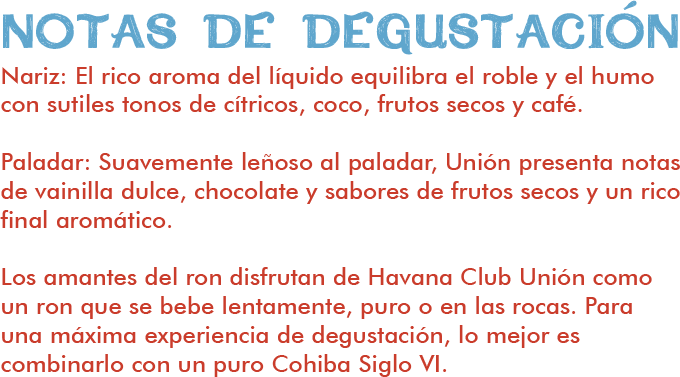 NOTAS DE DEGUSTACIÓN
Nariz: El rico aroma del líquido equilibra el roble y el humo
con sutiles tonos de cítricos, coco, frutos secos y café.
Paladar: Suavemente leñoso al paladar, Unión presenta notas
de vainilla dulce, chocolate y sabores de frutos secos y un rico
final aromático.
Los amantes del ron disfrutan de Havana Club Unión como
un ron que se bebe lentamente, puro o en las rocas. Para
una máxima experiencia de degustación, lo mejor es
combinarlo con un puro Cohiba Siglo VI.